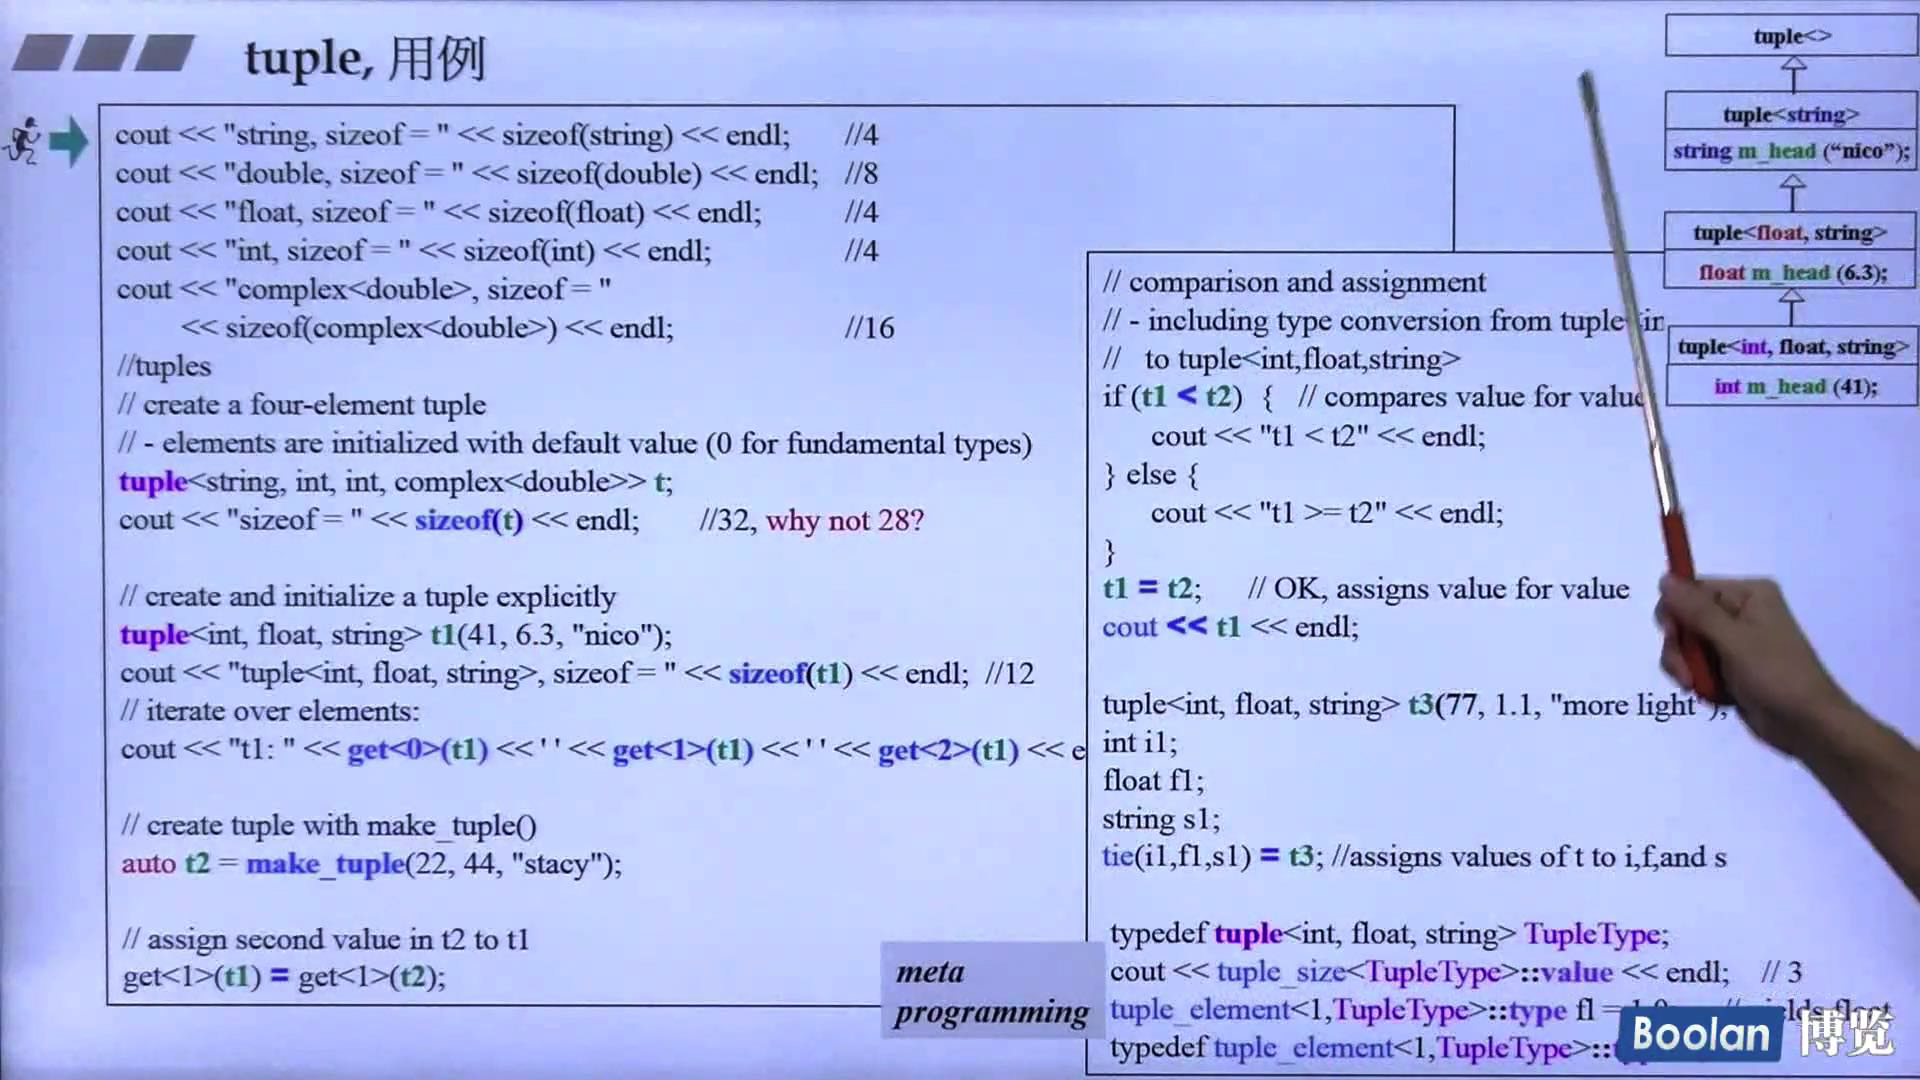 tuple, 用例
cout << "string, sizeof = " << sizeof(string) << endl; //4
cout << "double, sizeof = " << sizeof(double) << endl; //8
cout << "float, sizeof = " << sizeof(float) << endl; //4
cout << "int, sizeof = " << sizeof(int) << endl; //4
cout << "complex<double>, sizeof = "
<< sizeof(complex<double>) << endl; //16
//tuples
// create a four-element tuple
// - elements are initialized with default value (0 for fundamental types)
tuple<string, int, int, complex<double>> t;
cout << "sizeof = " << sizeof(t) << endl; //32, why not 28?
// create and initialize a tuple explicitly
tuple<int, float, string> t1(41, 6.3, "nico");
cout << "tuple<int, float, string>, sizeof = " << sizeof(t1) << endl; //12
// iterate over elements:
cout << "t1: " << get<0>(t1) << ' ' << get<1>(t1) << ' ' << get<2>(t1) << e
// create tuple with make_tuple()
auto t2 = make_tuple(22, 44, "stacy");
// assign second value in t2 to t1
get<1>(t1) = get<1>(t2);
// comparison and assignment
// - including type conversion from tuple
// to tuple<int,float,string>
if (t1 < t2) { // compares value for value
cout << "t1 < t2" << endl;
} else {
cout << "t1 >= t2" << endl;
}
t1 = t2; // OK, assigns value for value
cout << t1 << endl;
tuple<int, float, string> t3(77, 1.1, "more light");
int i1;
float f1;
string s1;
tie(i1,f1,s1) = t3; //assigns values of t to i,f,and s
meta
programming
typedef tuple<int, float, string> TupleType;
cout << tuple_size<TupleType>::value << endl; // 3
tuple_element<1,TupleType>::type fl =
typedef tuple_element<1,TupleType>::
tuple<>
tuple<string>
string m_head (“nico”);
tuple<float, string>
float m_head (6.3);
tuple<int, float, string>
int m_head (41);
Boolan 博览